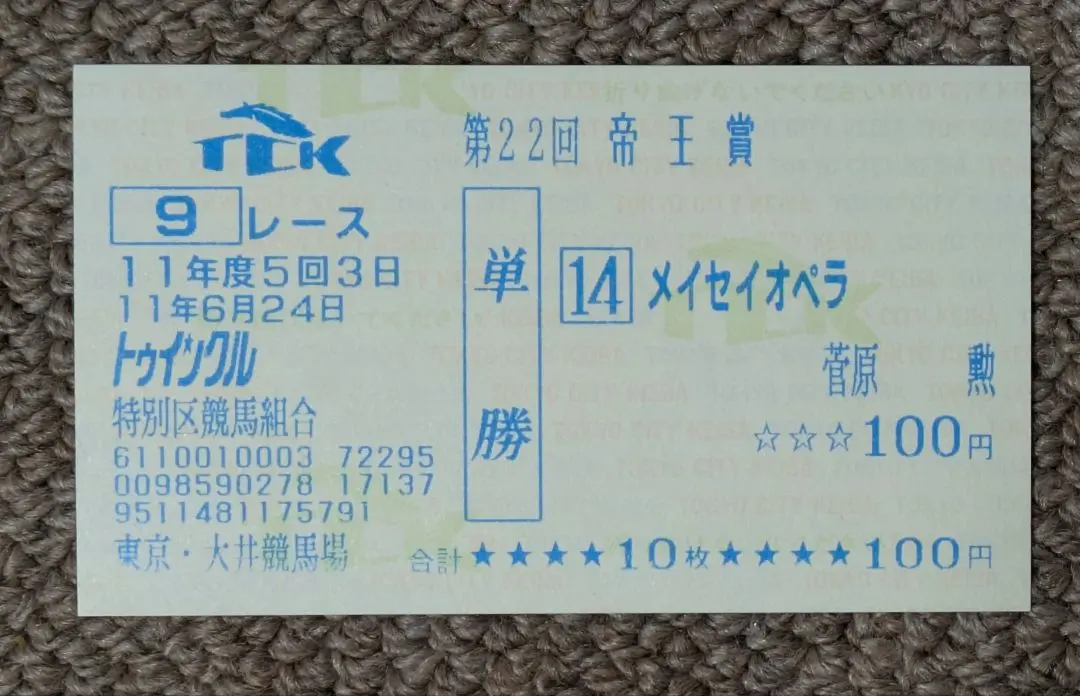 TCK
第22回 帝王賞
9レース
11年度5回3日
11年6月24日
トゥインクル
特別区競馬組合
6110010003 72295
0098590278 17137
9511481175791
東京・大井競馬場
単勝
14 メイセイオペラ
菅原 勲
☆☆☆100円
合計★★★★10枚★★★★100円